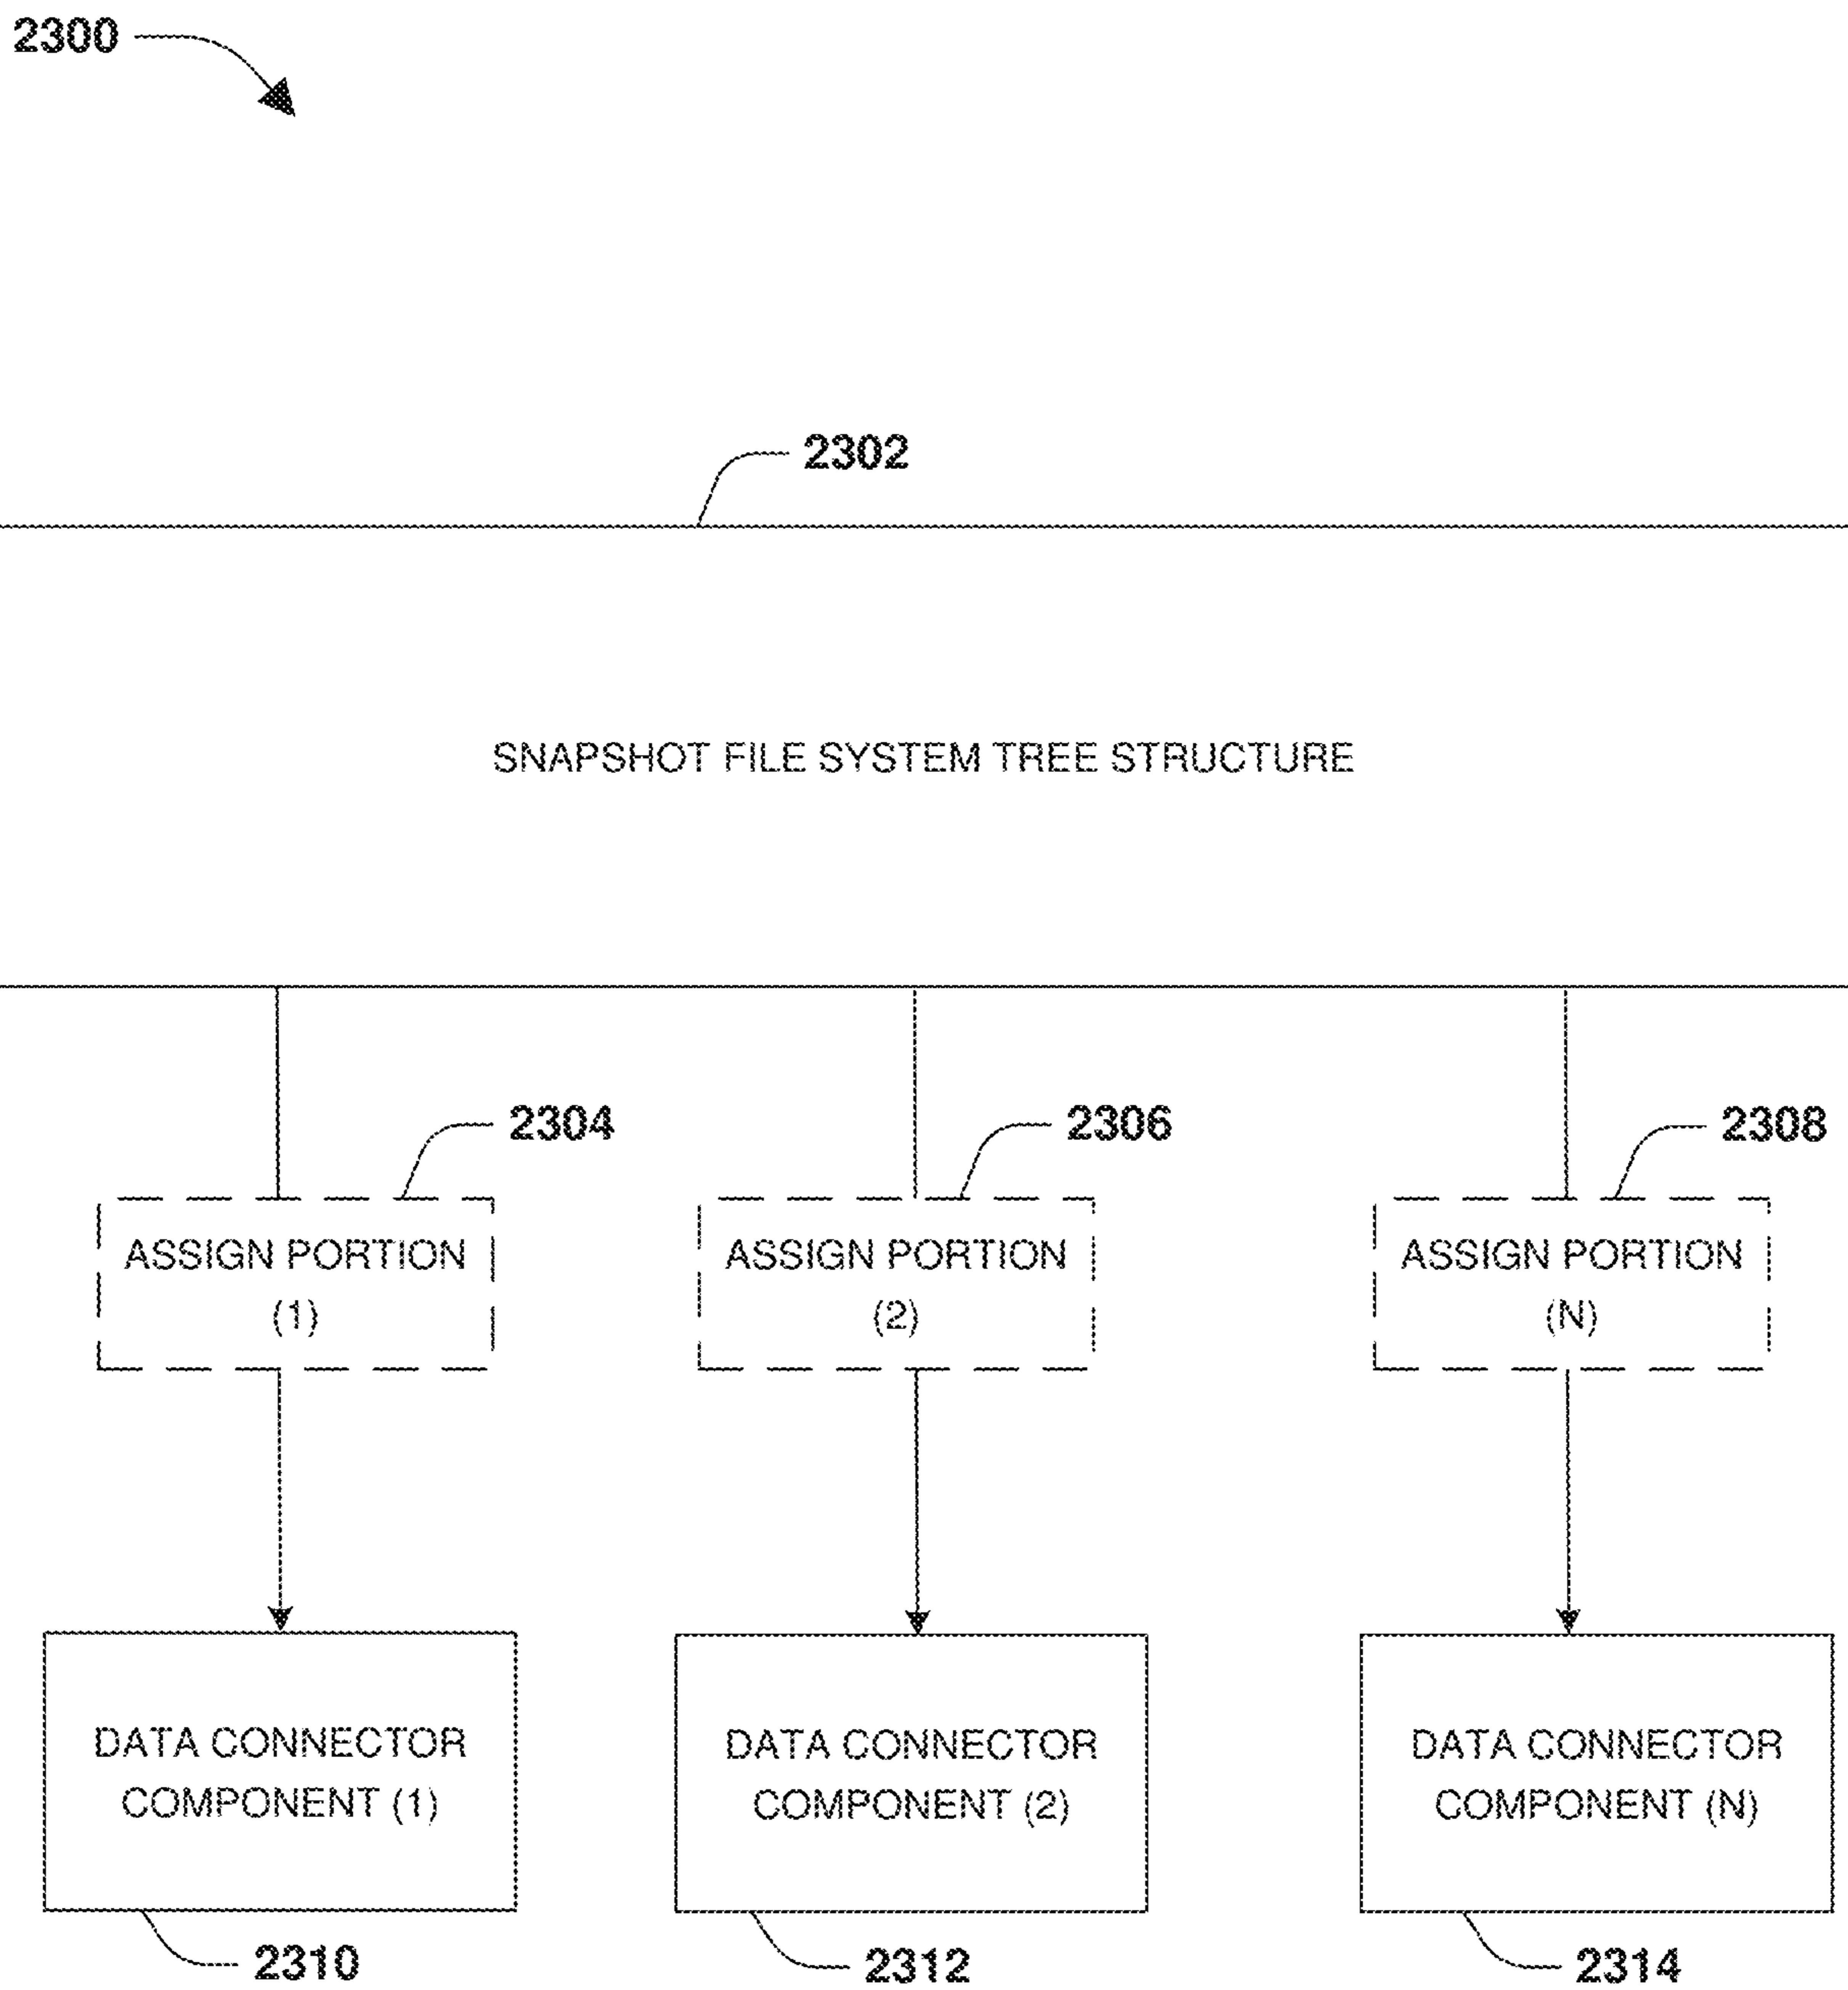 2300
2302
SNAPSHOT FILE SYSTEM TREE STRUCTURE
2304
2306
2308
ASSIGN PORTION
(1)
ASSIGN PORTION
(2)
ASSIGN PORTION
(N)
DATA CONNECTOR
COMPONENT (1)
DATA CONNECTOR
COMPONENT (2)
DATA CONNECTOR
COMPONENT (N)
2310
2312
2314